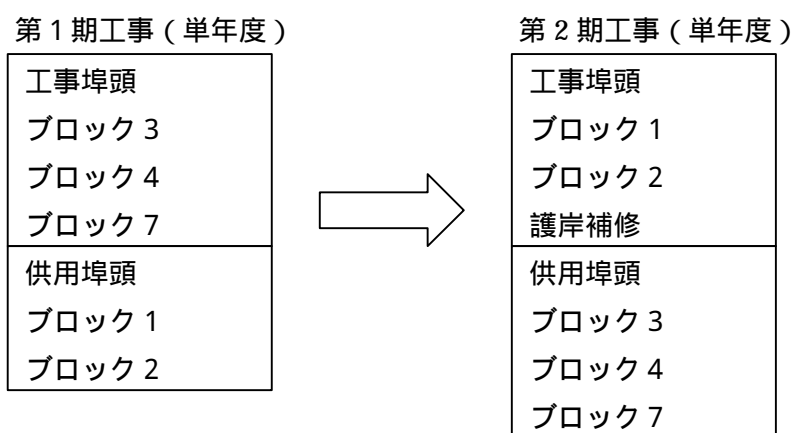 第1期工事(単年度)
工事埠頭
ブロック3
ブロック4
ブロック7
供用埠頭
ブロック1
ブロック2
第2期工事(単年度)
工事埠頭
ブロック1
ブロック2
護岸補修
供用埠頭
ブロック3
ブロック4
ブロック7